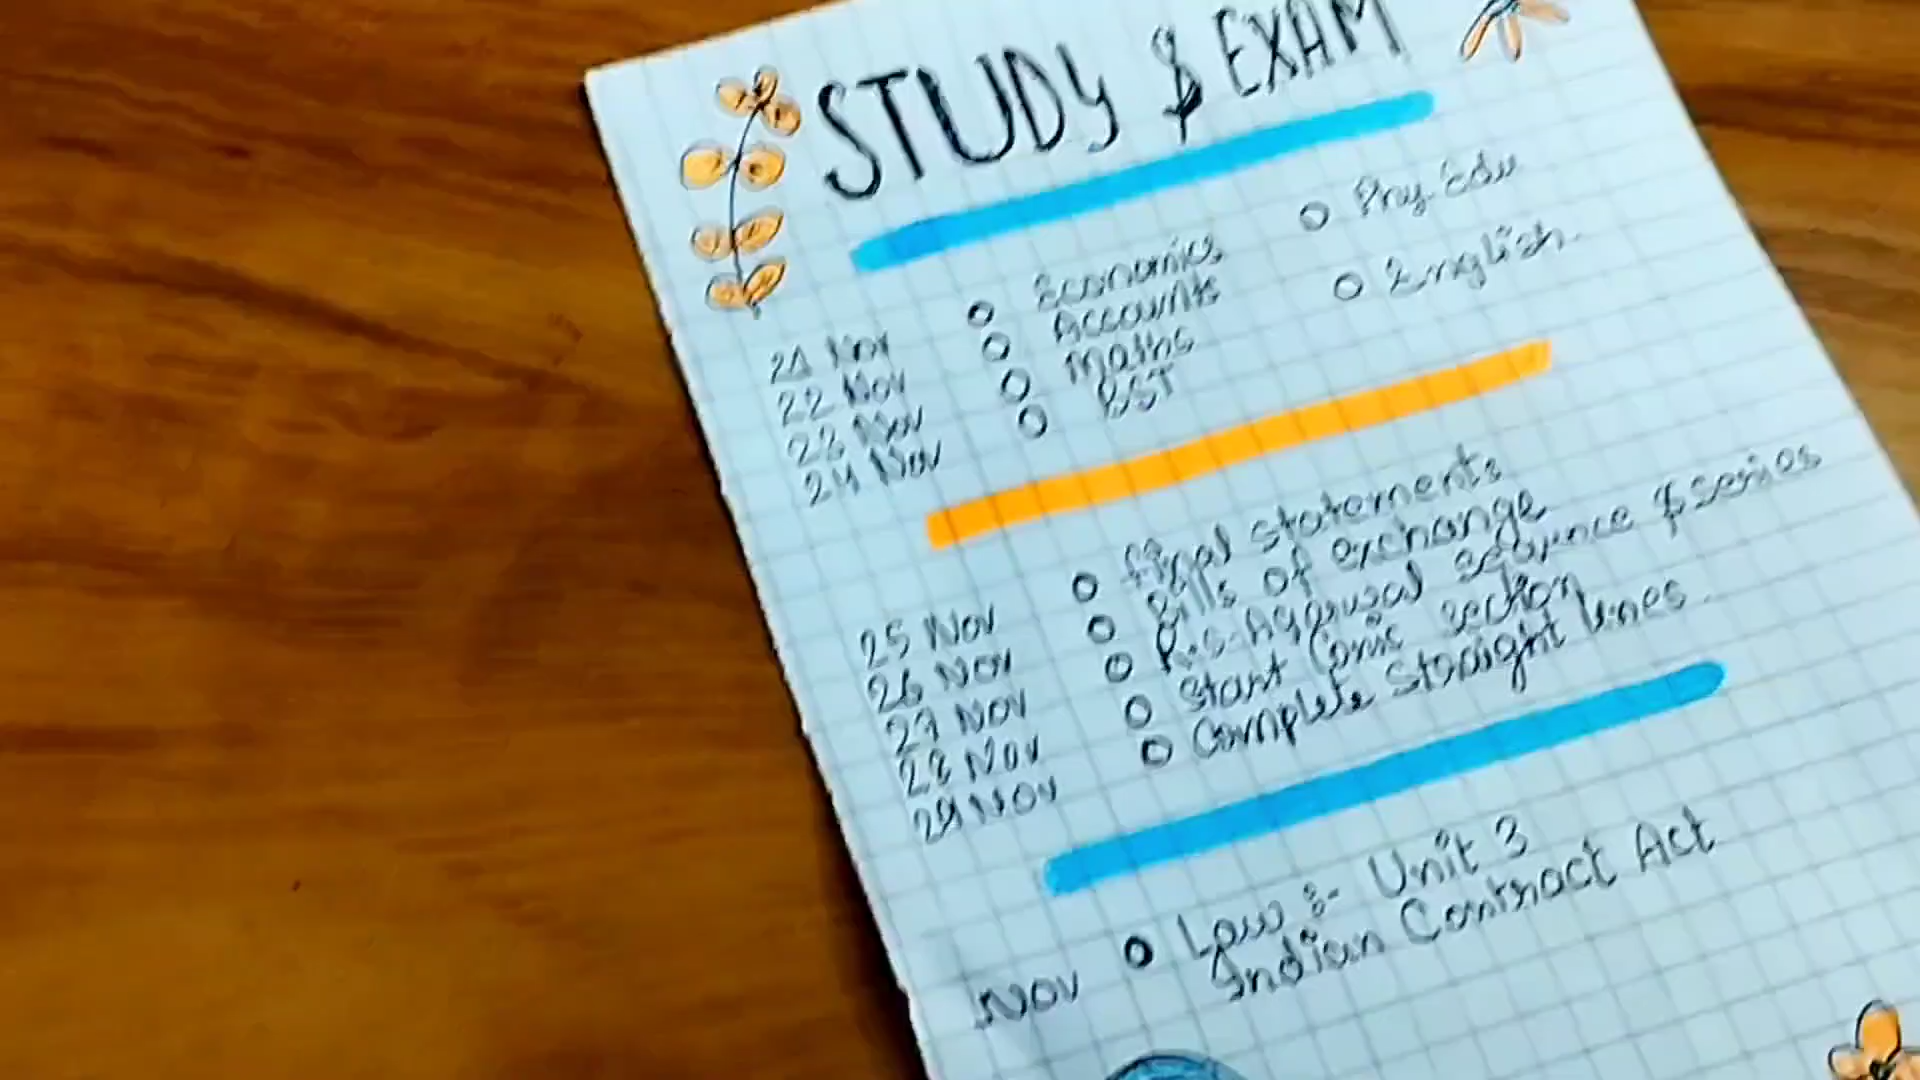 STUDY & EXAM
21 Nov o Economics o Phy. Edu
22 Nov o Accounts o English.
23 Nov o Maths
24 Nov o BST
25 Nov o Final statements
26 Nov o Bills of exchange
27 Nov o Re-Appraisal sequence & series
28 Nov o Start Conic section
29 Nov o Complete Straight lines.
Nov o Law :- Unit 3
Indian Contract Act